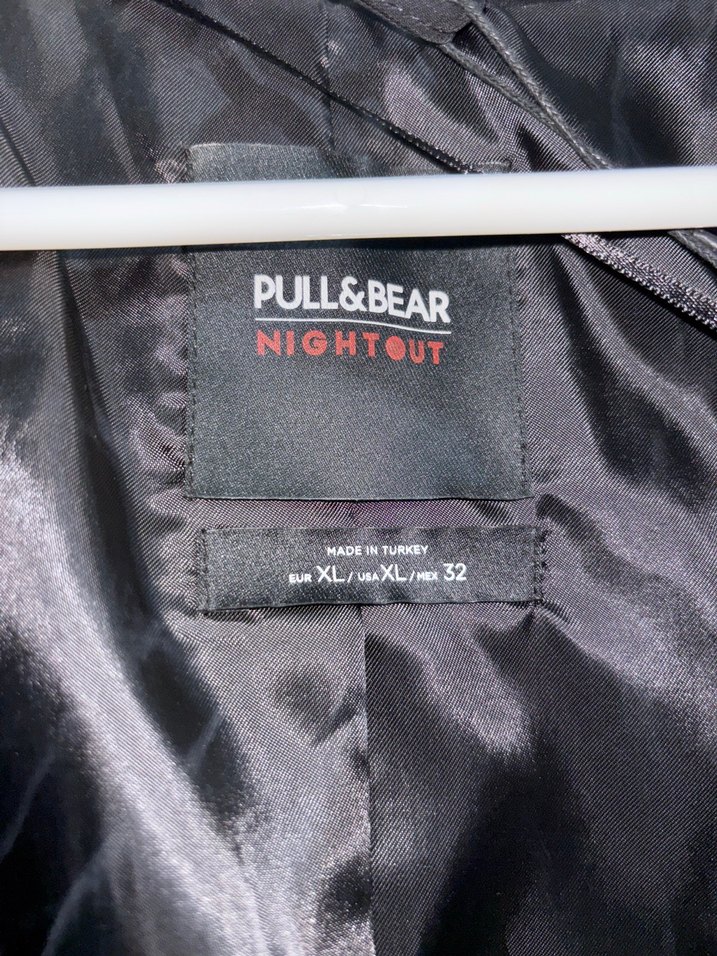 PULL&BEAR
NIGHTOUT
MADE IN TURKEY
EUR XL / USA XL / MEX 32